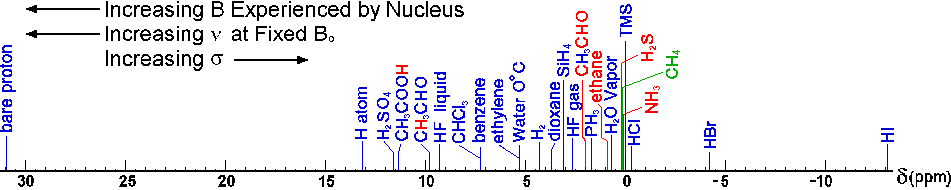 Increasing B Experienced by Nucleus
Increasing ν at Fixed B₀
Increasing σ
bare proton
H atom
H₂SO₄
CH₃COOH
CH₃CHO
HF liquid
CHCl₃
benzene
ethylene
Water 0°C
H₂
dioxane
SiH₄
HF gas
CH₃CHO
PH₃
ethane
H₂O Vapor
TMS
HCl
H₂S
CH₄
NH₃
HBr
HI
30 25 20 15 10 5 0 -5 δ(ppm)